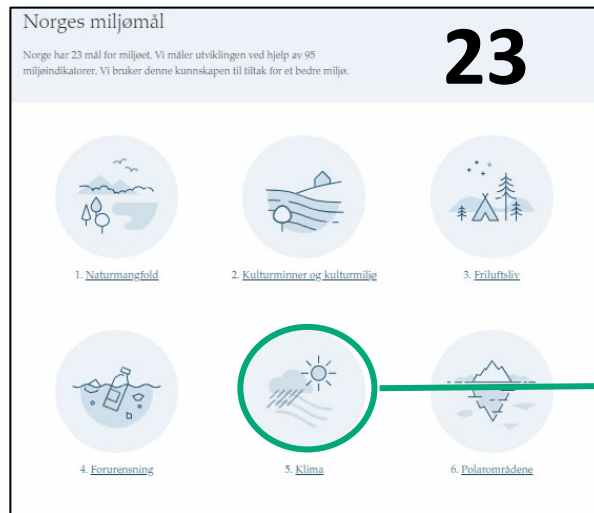 Norges miljømål
23
Norge har 23 mål for miljøet. Vi måler utviklingen ved hjelp av 95
miljøindikatorer. Vi bruker denne kunnskapen til tiltak for et bedre miljø.
1. Naturmangfold
2. Kulturminner og kulturmiljø
3. Friluftsliv
4. Forurensning
5. Klima
6. Polarområdene